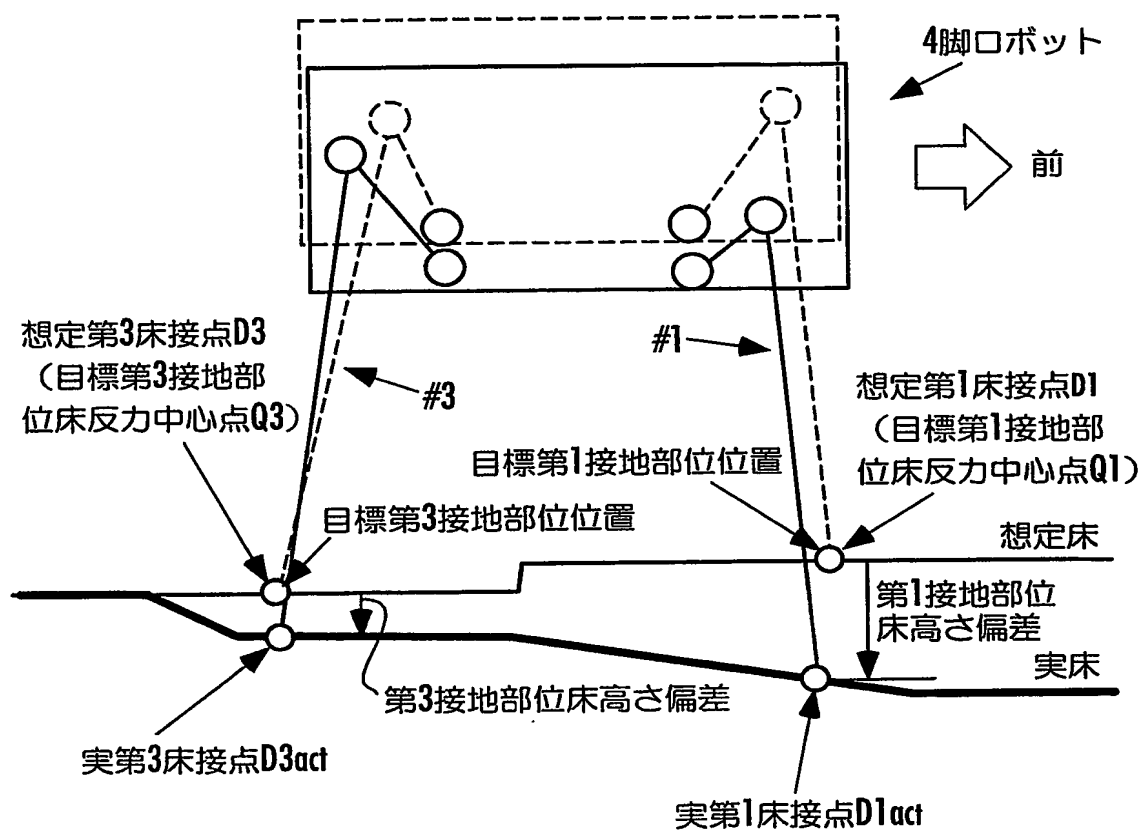 4脚ロボット
前
想定第3床接点D3
（目標第3接地部
位床反力中心点Q3）
#3
#1
想定第1床接点D1
（目標第1接地部
位床反力中心点Q1）
目標第1接地部位位置
目標第3接地部位位置
想定床
第1接地部位
床高さ偏差
実床
第3接地部位床高さ偏差
実第3床接点D3act
実第1床接点D1act